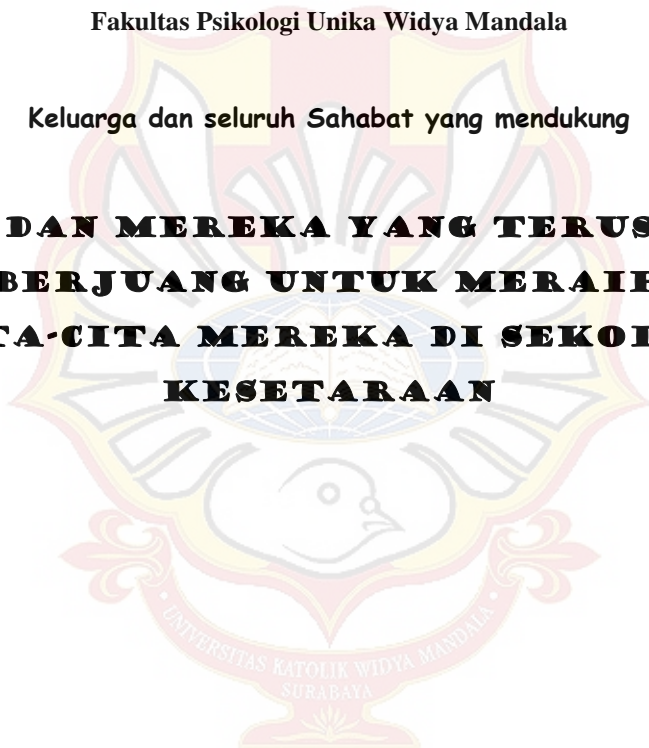 Fakultas Psikologi Unika Widya Mandala
Keluarga dan seluruh Sahabat yang mendukung
DAN MEREKA YANG TERUS
BERJUANG UNTUK MERAIH
TA-CITA MEREKA DI SEKOL
KESETARAAN
UNIVERSITAS KATOLIK WIDYA MANDALA
SURABAYA